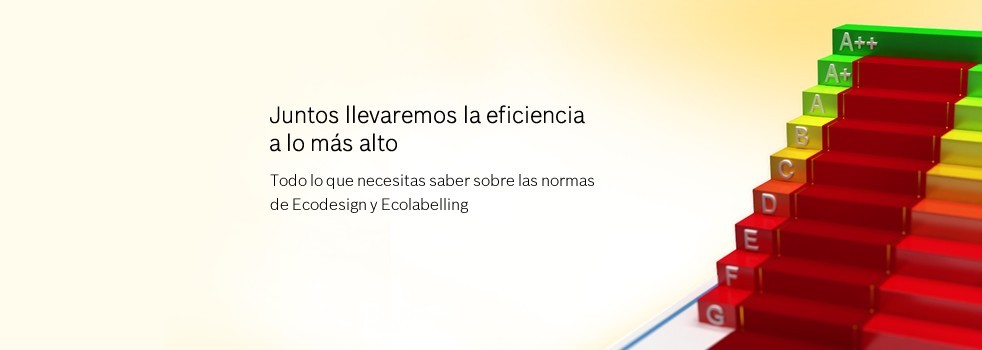 Juntos llevaremos la eficiencia
a lo más alto
Todo lo que necesitas saber sobre las normas
de Ecodesign y Ecolabelling
A++
A+
A
B
C
D
E
F
G